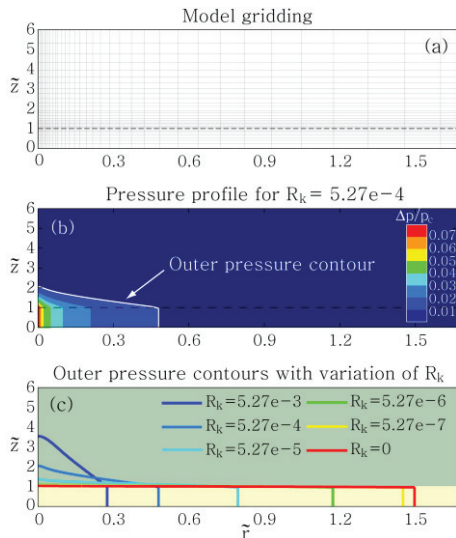 Model gridding
6
5
4
3
2
1
0
z̃
(a)
0 0.3 0.6 0.9 1.2 1.5
Pressure profile for Rk= 5.27e−4
6
5
4
3
2
1
0
z̃
(b)
Outer pressure contour
Δp/pc
0.07
0.06
0.05
0.04
0.03
0.02
0.01
0 0.3 0.6 0.9 1.2 1.5
Outer pressure contours with variation of Rk
6
5
4
3
2
1
0
z̃
(c)
Rk=5.27e−3 Rk=5.27e−6
Rk=5.27e−4 Rk=5.27e−7
Rk=5.27e−5 Rk=0
0 0.3 0.6 0.9 1.2 1.5
r̃